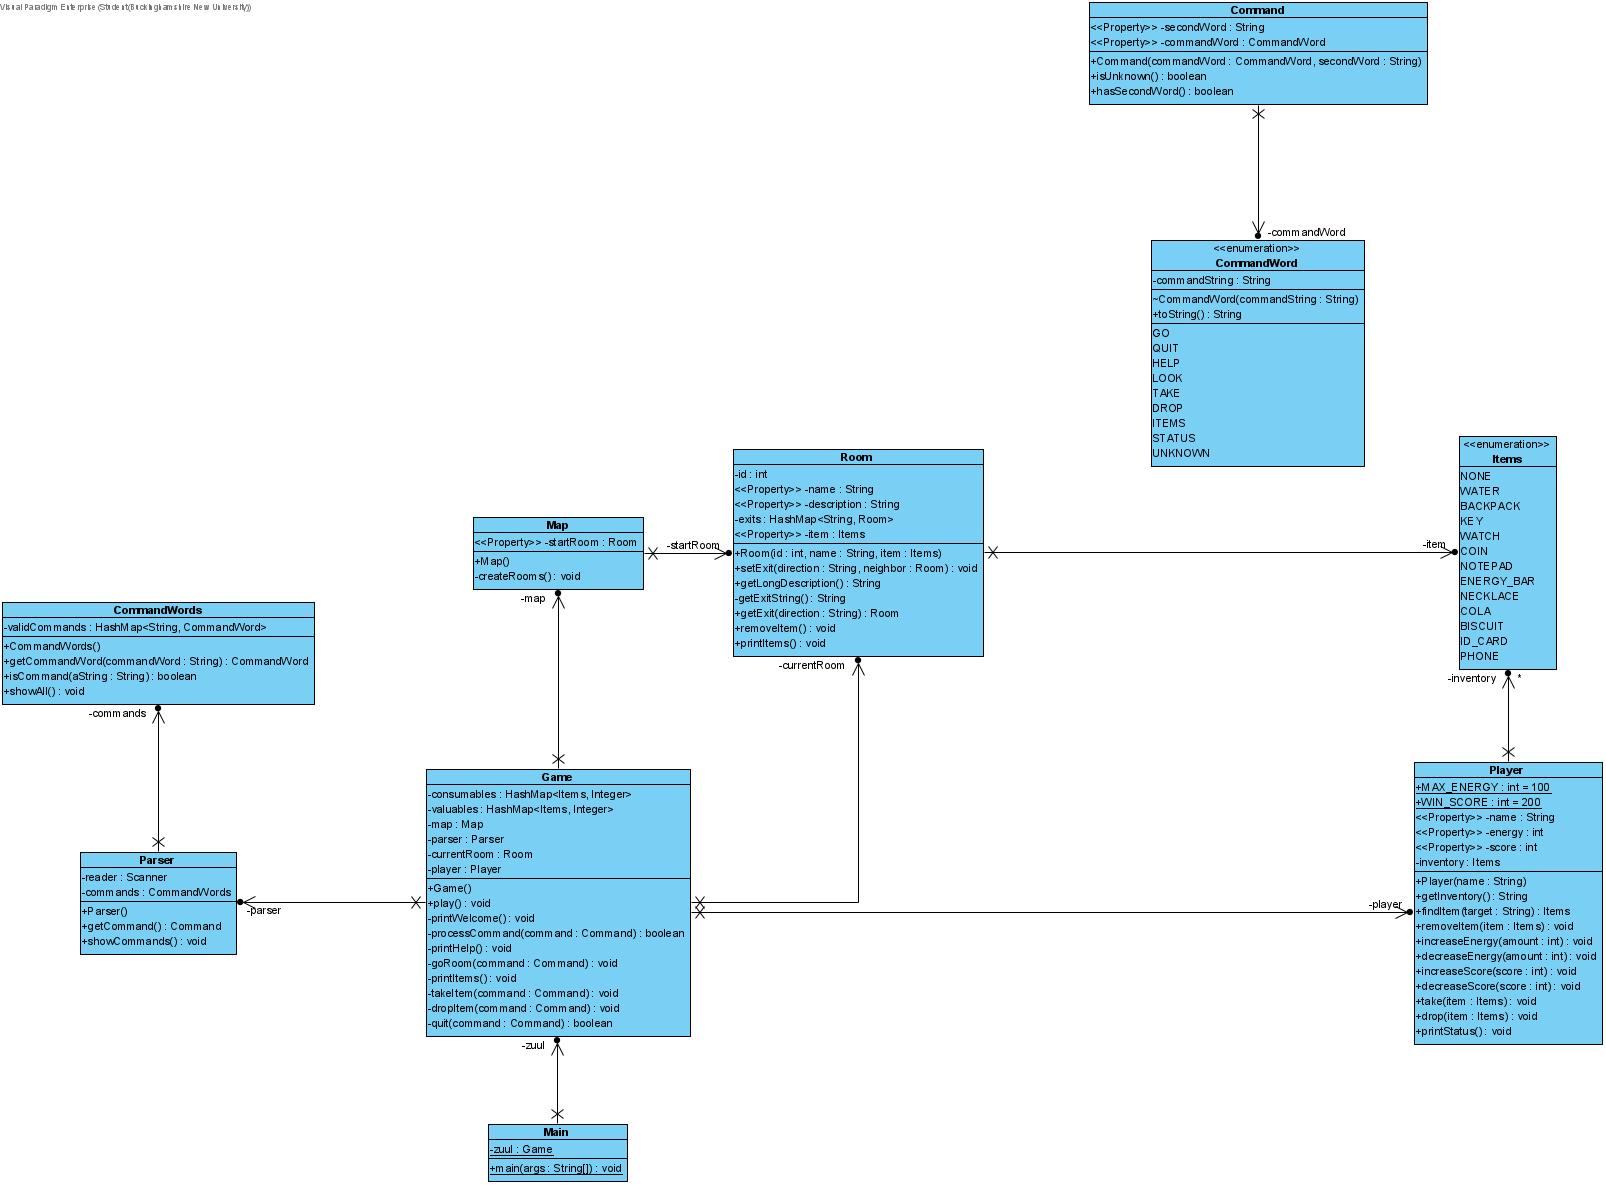 Visual Paradigm Enterprise (Student(Buckinghamshire New University))
Command
<<Property>> -secondWord : String
<<Property>> -commandWord : CommandWord
+Command(commandWord : CommandWord, secondWord : String)
+isUnknown() : boolean
+hasSecondWord() : boolean
-commandWord
<<enumeration>>
CommandWord
-commandString : String
~CommandWord(commandString : String)
+toString() : String
GO
QUIT
HELP
LOOK
TAKE
DROP
ITEMS
STATUS
UNKNOWN
<<enumeration>>
Items
NONE
WATER
BACKPACK
KEY
WATCH
COIN
NOTEPAD
ENERGY_BAR
NECKLACE
COLA
BISCUIT
ID_CARD
PHONE
-item
-inventory *
Room
-id : int
<<Property>> -name : String
<<Property>> -description : String
-exits : HashMap<String, Room>
<<Property>> -item : Items
+Room(id : int, name : String, item : Items)
+setExit(direction : String, neighbor : Room) : void
+getLongDescription() : String
-getExitString() : String
+getExit(direction : String) : Room
+removeItem() : void
+printItems() : void
-currentRoom
Map
<<Property>> -startRoom : Room
+Map()
-createRooms() : void
-startRoom
-map
CommandWords
-validCommands : HashMap<String, CommandWord>
+CommandWords()
+getCommandWord(commandWord : String) : CommandWord
+isCommand(aString : String) : boolean
+showAll() : void
-commands
Parser
-reader : Scanner
-commands : CommandWords
+Parser()
+getCommand() : Command
+showCommands() : void
-parser
Game
-consumables : HashMap<Items, Integer>
-valuables : HashMap<Items, Integer>
-map : Map
-parser : Parser
-currentRoom : Room
-player : Player
+Game()
+play() : void
-printWelcome() : void
-processCommand(command : Command) : boolean
-printHelp() : void
-goRoom(command : Command) : void
-printItems() : void
-takeItem(command : Command) : void
-dropItem(command : Command) : void
-quit(command : Command) : boolean
-player
Player
+MAX_ENERGY : int = 100
+WIN_SCORE : int = 200
<<Property>> -name : String
<<Property>> -energy : int
<<Property>> -score : int
-inventory : Items
+Player(name : String)
+getInventory() : String
+findItem(target : String) : Items
+removeItem(item : Items) : void
+increaseEnergy(amount : int) : void
+decreaseEnergy(amount : int) : void
+increaseScore(score : int) : void
+decreaseScore(score : int) : void
+take(item : Items) : void
+drop(item : Items) : void
+printStatus() : void
-zuul
Main
-zuul : Game
+main(args : String[]) : void